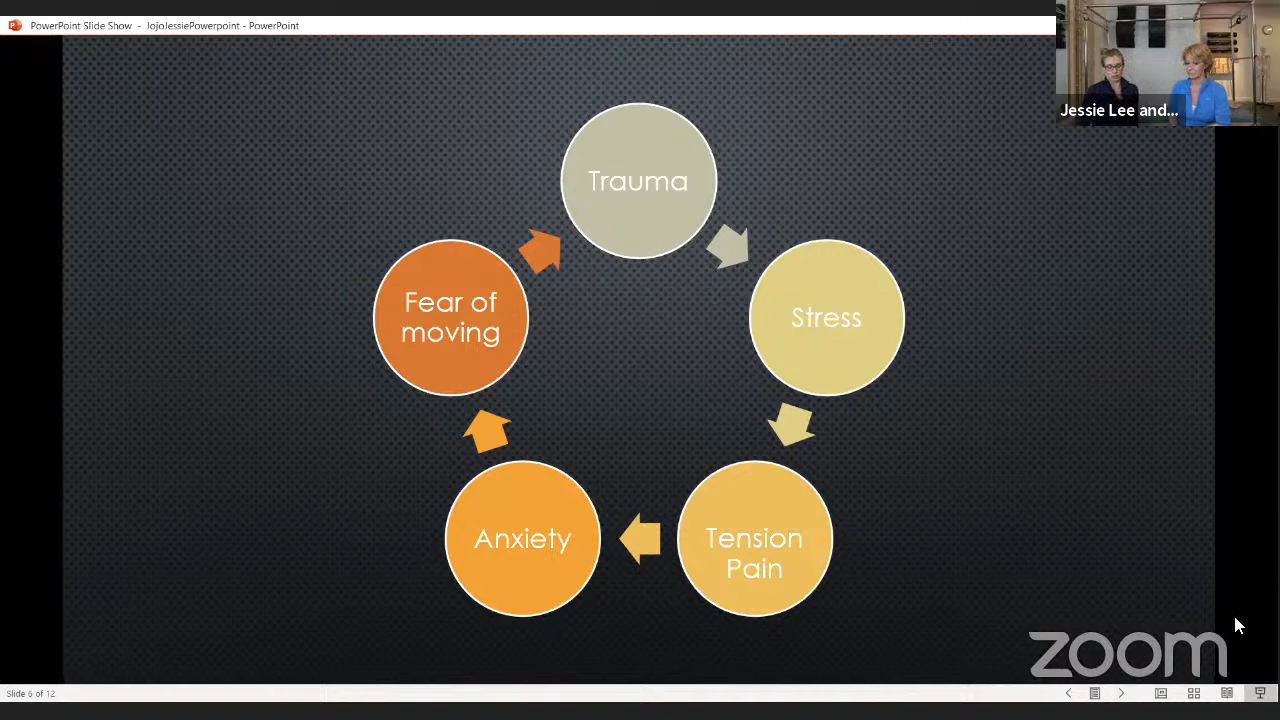 PowerPoint Slide Show - JojoJessiePowerpoint - PowerPoint
Jessie Lee and...
Trauma
Stress
Tension
Pain
Anxiety
Fear of
moving
zoom
Slide 6 of 12